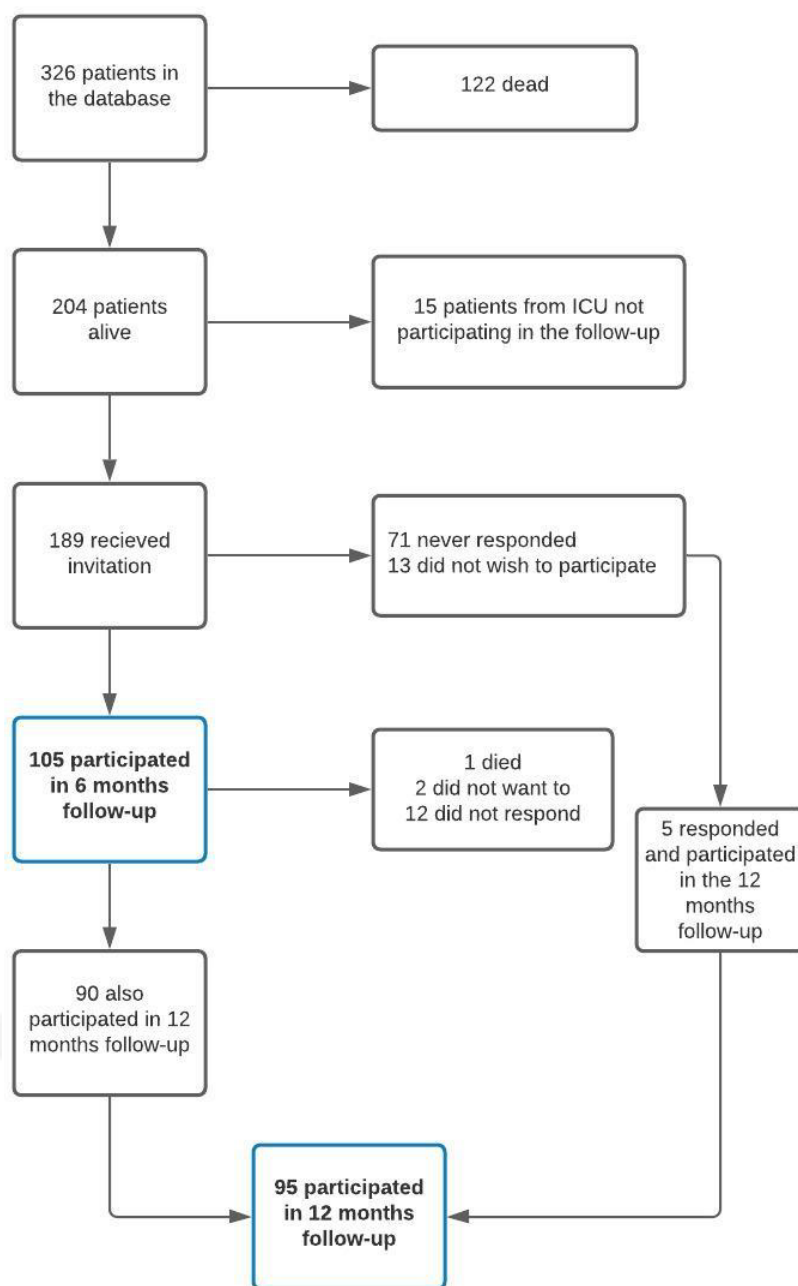 326 patients in
the database
122 dead
204 patients
alive
15 patients from ICU not
participating in the follow-up
189 recieved
invitation
71 never responded
13 did not wish to participate
105 participated
in 6 months
follow-up
1 died
2 did not want to
12 did not respond
5 responded
and participated
in the 12
months
follow-up
90 also
participated in 12
months follow-up
95 participated
in 12 months
follow-up